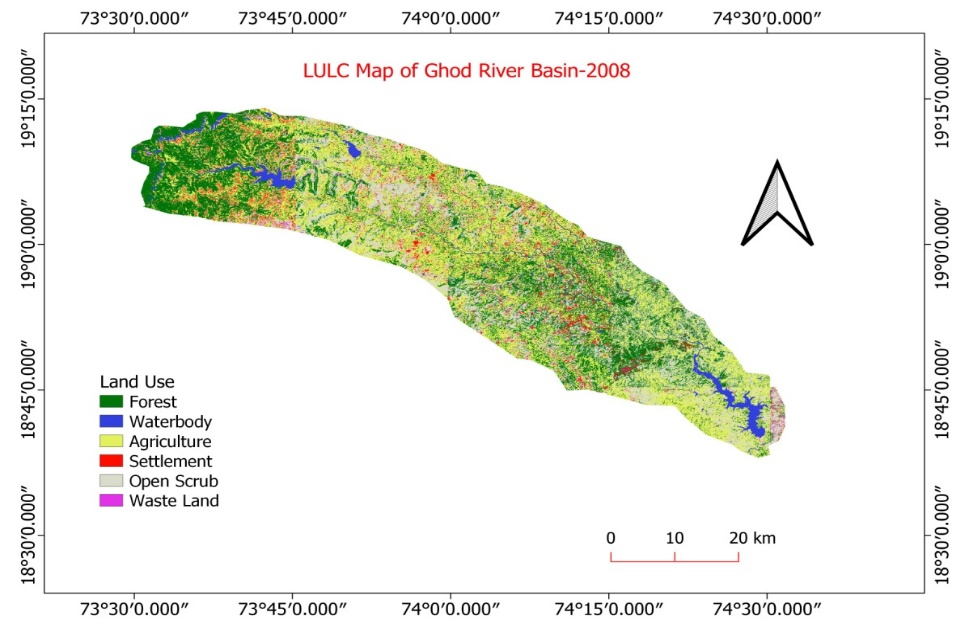 73°30′0.000″ 73°45′0.000″ 74°0′0.000″ 74°15′0.000″ 74°30′0.000″
LULC Map of Ghod River Basin-2008
19°15′0.000″ 19°15′0.000″
19°0′0.000″ 19°0′0.000″
18°45′0.000″ 18°45′0.000″
18°30′0.000″ 18°30′0.000″
Land Use
Forest
Waterbody
Agriculture
Settlement
Open Scrub
Waste Land
0 10 20 km
73°30′0.000″ 73°45′0.000″ 74°0′0.000″ 74°15′0.000″ 74°30′0.000″